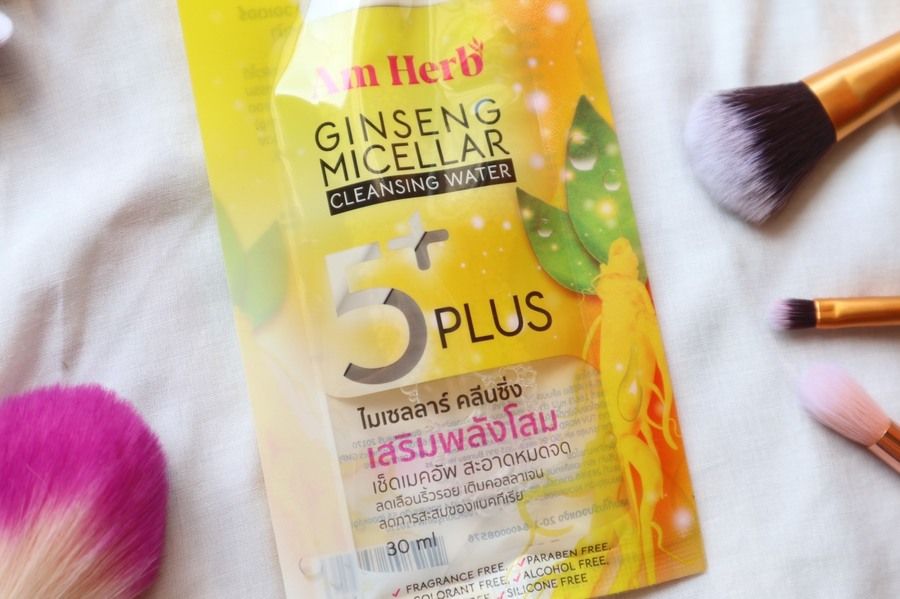 Am Herb
GINSENG
MICELLAR
CLEANSING WATER
5+ PLUS
ไมเซลลาร์ คลีนซิ่ง
เสริมพลังโสม
เช็ดเมคอัพ สะอาดหมดจด
ลดเลือนริ้วรอย เติมคอลลาเจน
ลดการสะสมของแบคทีเรีย
30 ml
✓ FRAGRANCE FREE, ✓ PARABEN FREE,
COLORANT FREE, ✓ ALCOHOL FREE,
FREE, ✓ SILICONE FREE